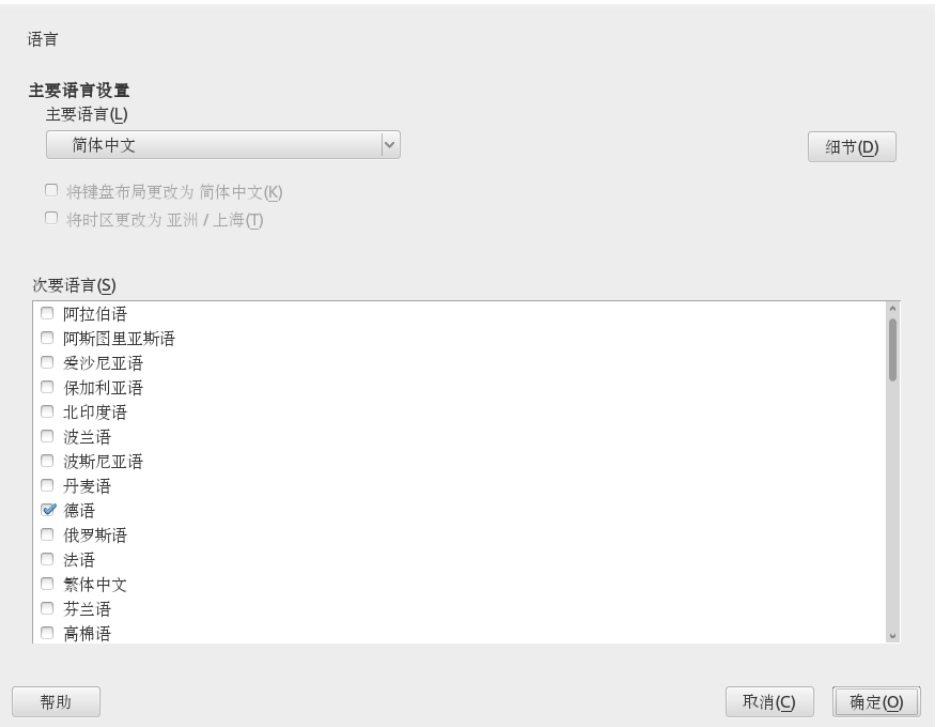 语言
主要语言设置
主要语言(L)
简体中文
细节(D)
将键盘布局更改为 简体中文(K)
将时区更改为 亚洲 / 上海(T)
次要语言(S)
阿拉伯语
阿斯图里亚斯语
爱沙尼亚语
保加利亚语
北印度语
波兰语
波斯尼亚语
丹麦语
德语
俄罗斯语
法语
繁体中文
芬兰语
高棉语
帮助
取消(C)
确定(O)